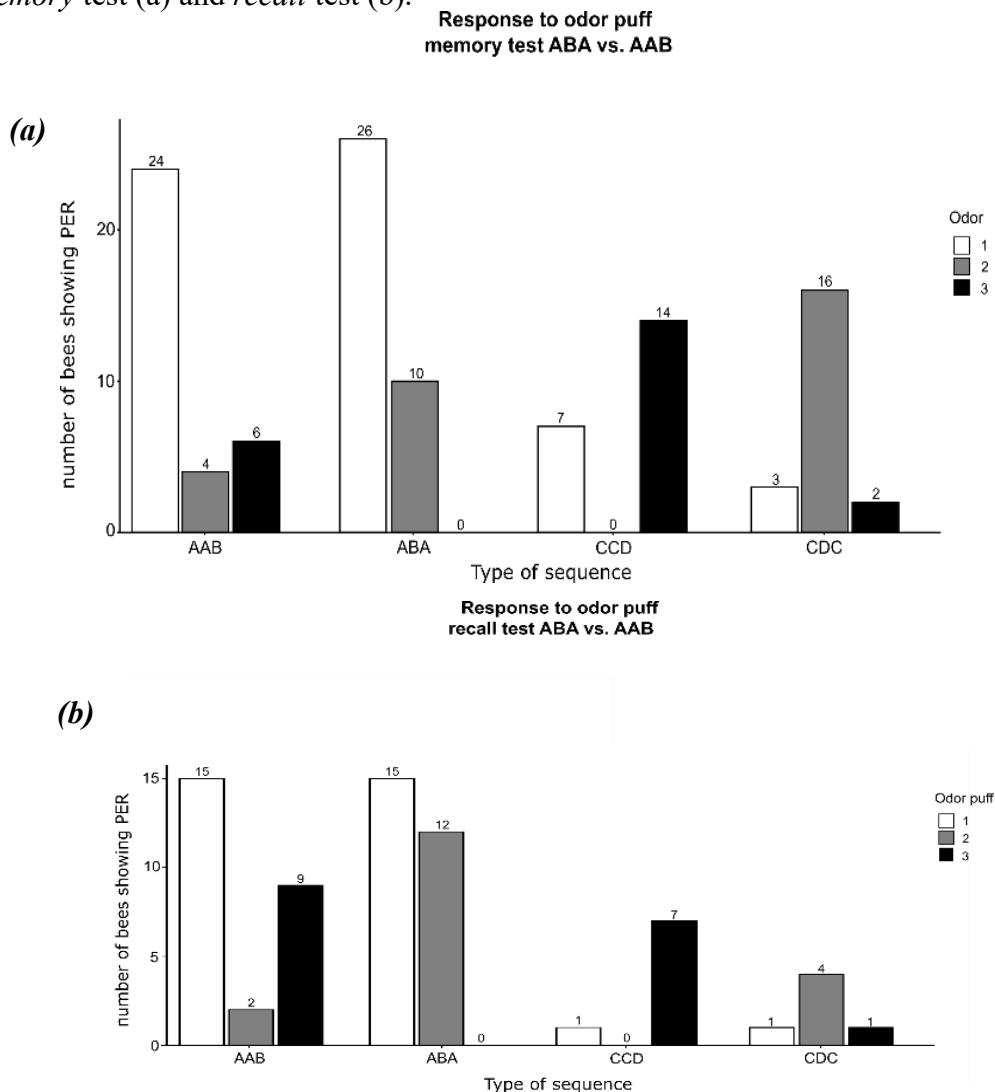 emory test (a) and recall test (b).
Response to odor puff
memory test ABA vs. AAB
(a)
number of bees showing PER
20
10
0
24
4
6
26
10
0
7
0
14
3
16
2
AAB
ABA
CCD
CDC
Type of sequence
Odor
1
2
3
Response to odor puff
recall test ABA vs. AAB
(b)
number of bees showing PER
15
10
5
0
15
2
9
15
12
0
1
0
7
1
4
1
AAB
ABA
CCD
CDC
Type of sequence
Odor puff
1
2
3